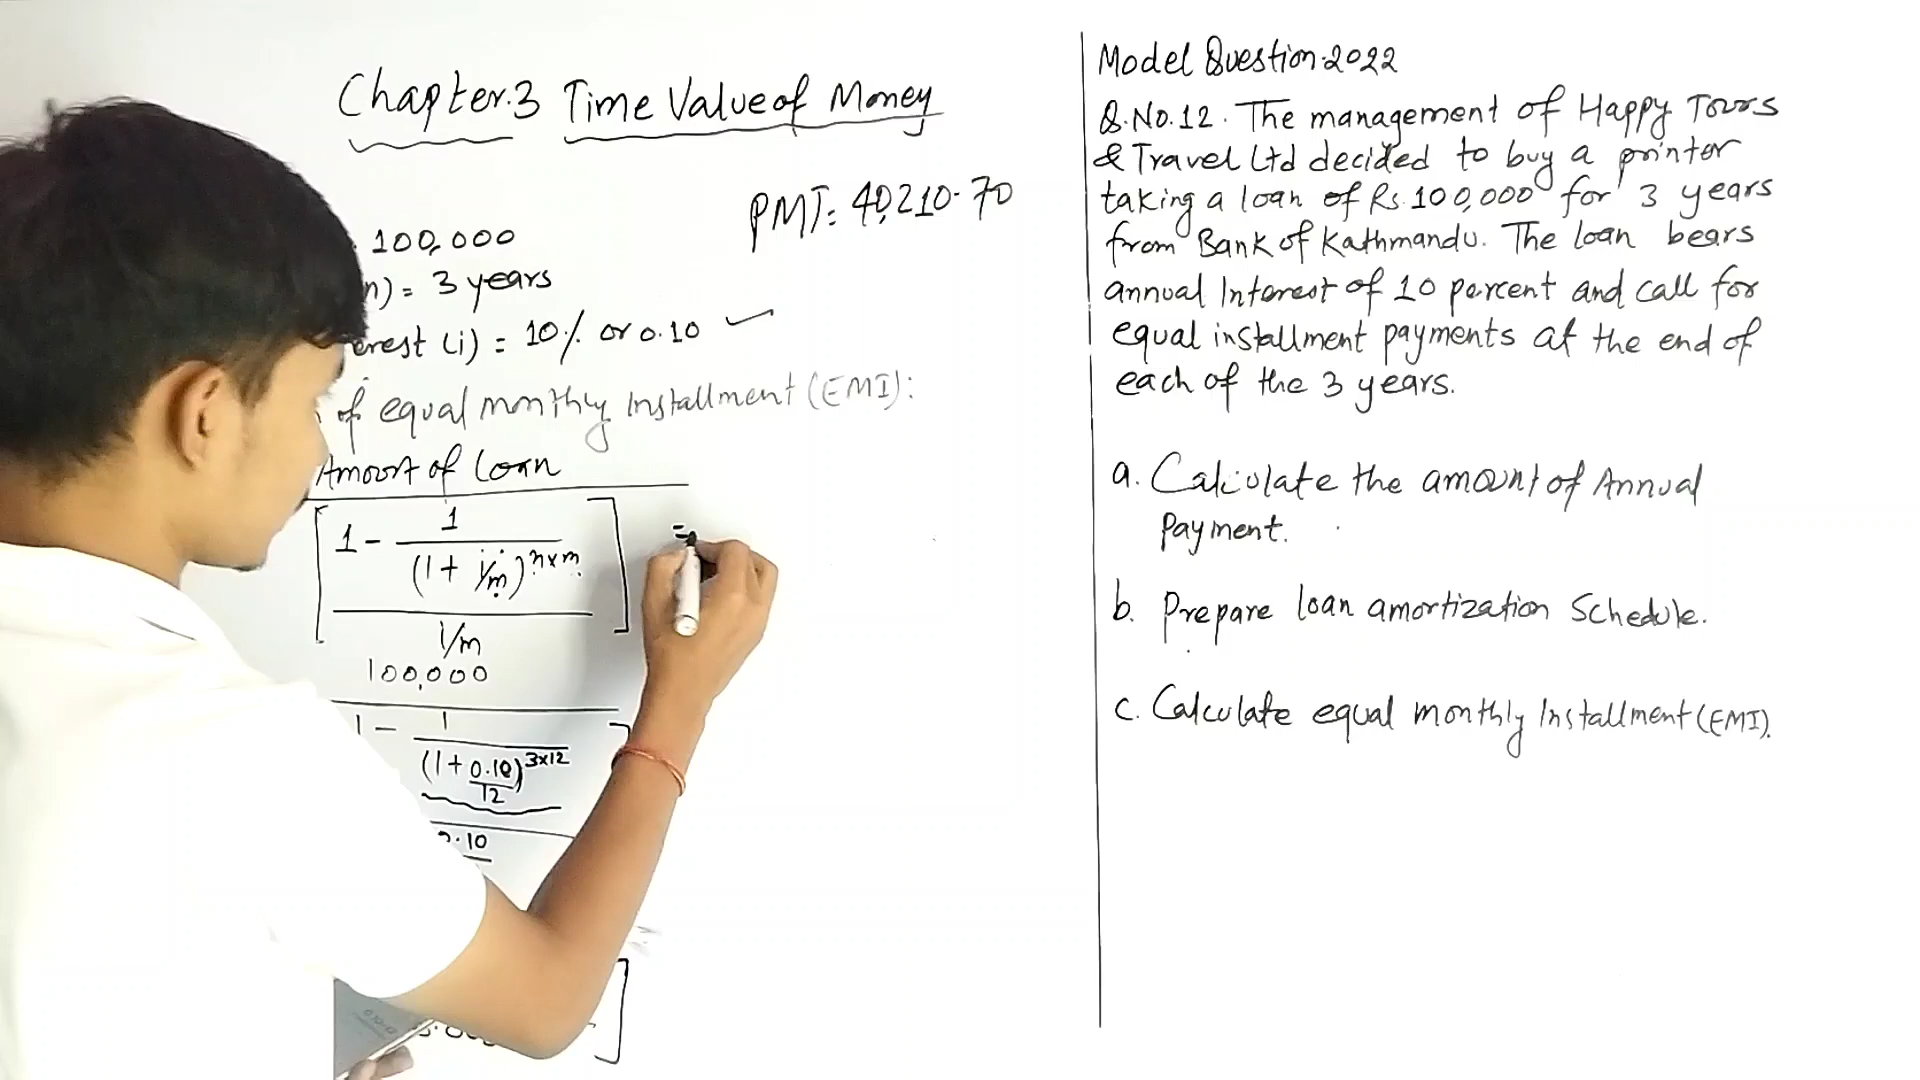 Chapter.3 Time Value of Money
PMT = 40,210.70
100,000
n) = 3 years
erest (i) = 10% or 0.10
of equal monthly Installment (EMI):
Amount of Loan
1 - 1
(1 + i/m)^n×m
i/m
100,000
1 - 1
(1 + 0.10)^3×12
12
0.10
=
Model Question.2022
Q.No.12. The management of Happy Tours
& Travel Ltd decided to buy a printer
taking a loan of Rs.100,000 for 3 years
from Bank of Kathmandu. The loan bears
annual Interest of 10 percent and call for
equal installment payments at the end of
each of the 3 years.
a. Calculate the amount of Annual
Payment.
b. Prepare loan amortization Schedule.
c. Calculate equal monthly Installment (EMI).